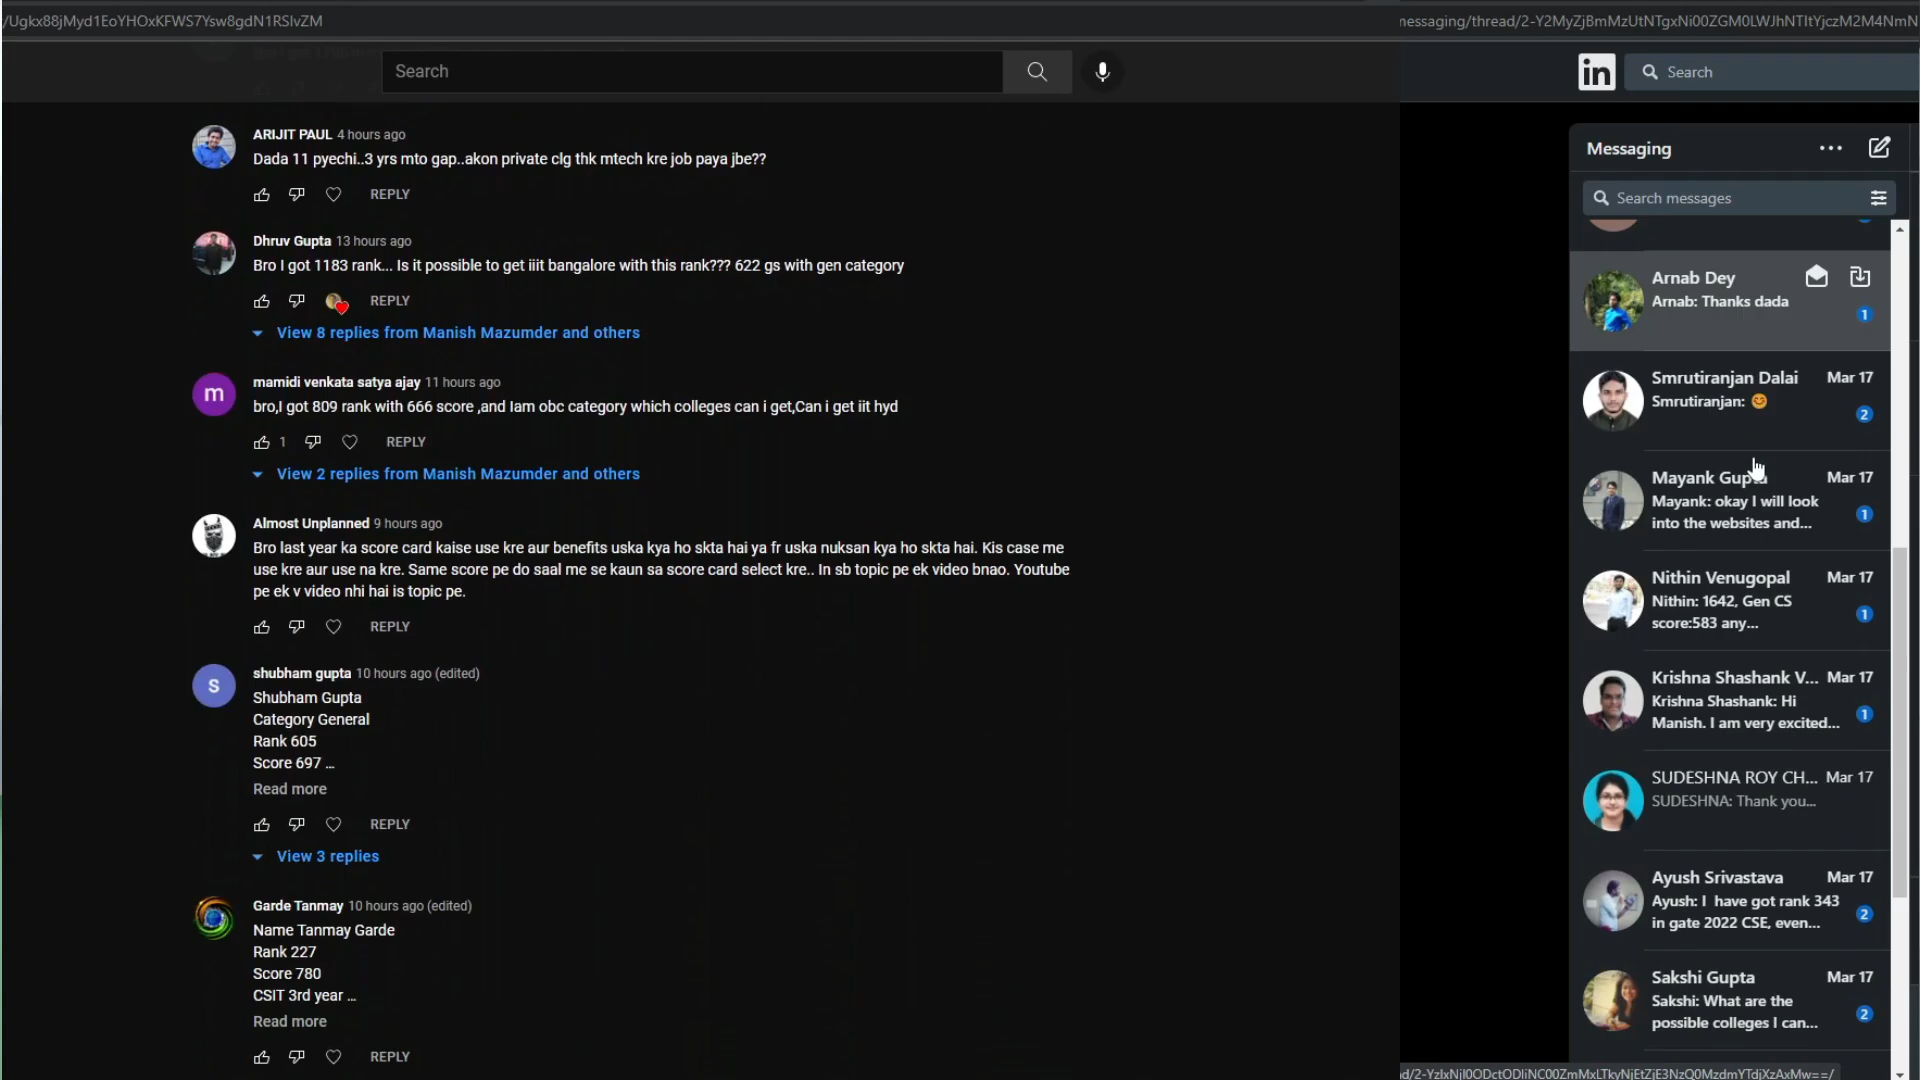 /Ugkx88jMyd1EoYHOxKFWS7Ysw8gdN1RSlvZM
Search
ARIJIT PAUL 4 hours ago
Dada 11 pyechi..3 yrs mto gap..akon private clg thk mtech kre job paya jbe??
REPLY
Dhruv Gupta 13 hours ago
Bro I got 1183 rank... Is it possible to get iiit bangalore with this rank??? 622 gs with gen category
REPLY
View 8 replies from Manish Mazumder and others
m
mamidi venkata satya ajay 11 hours ago
bro,I got 809 rank with 666 score ,and Iam obc category which colleges can i get,Can i get iit hyd
1 REPLY
View 2 replies from Manish Mazumder and others
Almost Unplanned 9 hours ago
Bro last year ka score card kaise use kre aur benefits uska kya ho skta hai ya fr uska nuksan kya ho skta hai. Kis case me
use kre aur use na kre. Same score pe do saal me se kaun sa score card select kre.. In sb topic pe ek video bnao. Youtube
pe ek v video nhi hai is topic pe.
REPLY
s
shubham gupta 10 hours ago (edited)
Shubham Gupta
Category General
Rank 605
Score 697 ...
Read more
REPLY
View 3 replies
Garde Tanmay 10 hours ago (edited)
Name Tanmay Garde
Rank 227
Score 780
CSIT 3rd year ...
Read more
REPLY
in Search
Messaging
Search messages
Arnab Dey
Arnab: Thanks dada
1
Smrutiranjan Dalai Mar 17
Smrutiranjan: 😊
2
Mayank Gupta Mar 17
Mayank: okay I will look
into the websites and...
1
Nithin Venugopal Mar 17
Nithin: 1642, Gen CS
score:583 any...
1
Krishna Shashank V... Mar 17
Krishna Shashank: Hi
Manish. I am very excited...
1
SUDESHNA ROY CH... Mar 17
SUDESHNA: Thank you...
Ayush Srivastava Mar 17
Ayush: I have got rank 343
in gate 2022 CSE, even...
2
Sakshi Gupta Mar 17
Sakshi: What are the
possible colleges I can...
2